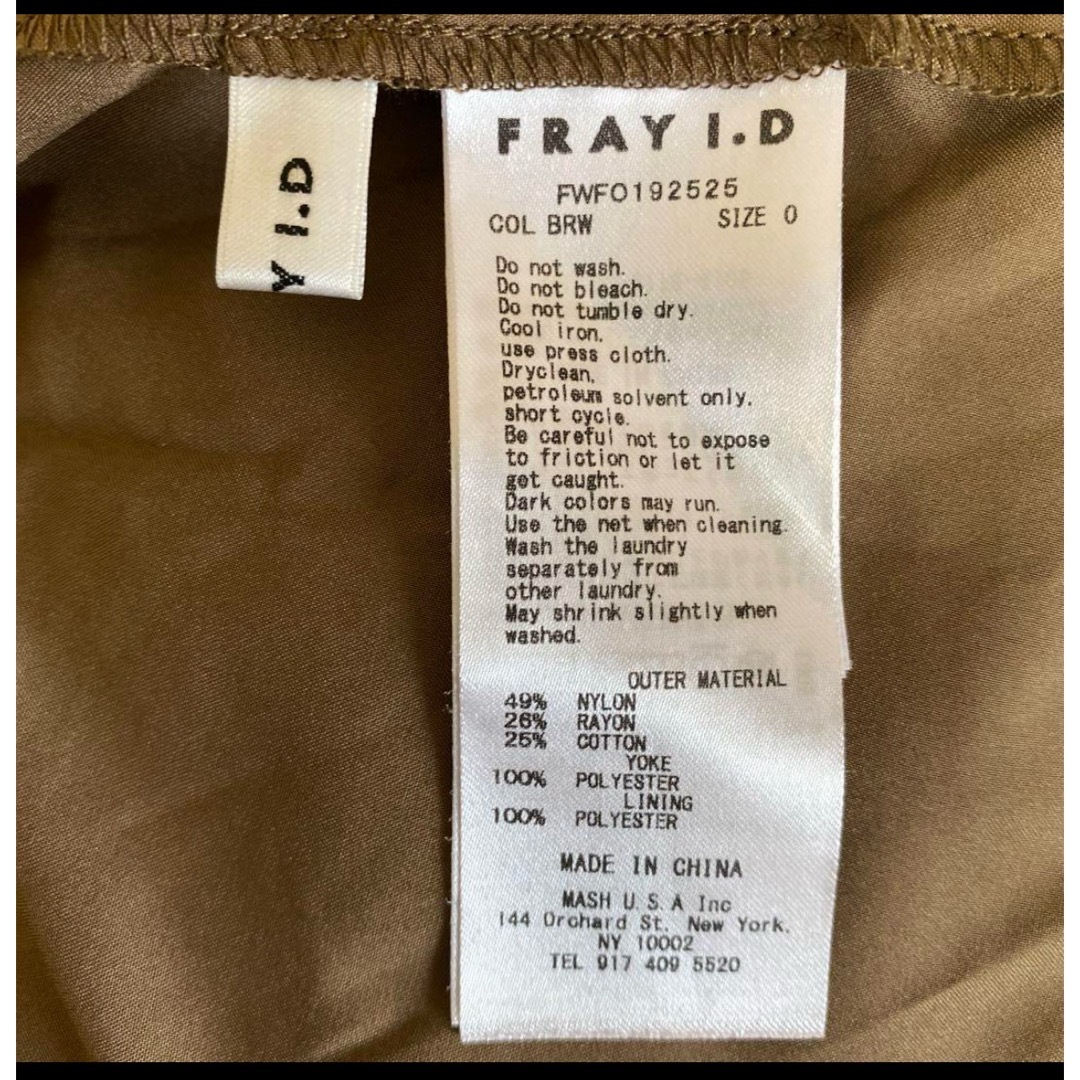 Y I.D
FRAY I.D
FWFO192525
COL BRW SIZE 0
Do not wash.
Do not bleach.
Do not tumble dry.
Cool iron.
use press cloth.
Dryclean,
petroleum solvent only.
short cycle.
Be careful not to expose
to friction or let it
get caught.
Dark colors may run.
Use the net when cleaning.
Wash the laundry
separately from
other laundry.
May shrink slightly when
washed.
OUTER MATERIAL
49% NYLON
26% RAYON
25% COTTON
YOKE
100% POLYESTER
LINING
100% POLYESTER
MADE IN CHINA
MASH U.S.A Inc
144 Orchard St. New York.
NY 10002
TEL 917 409 5520